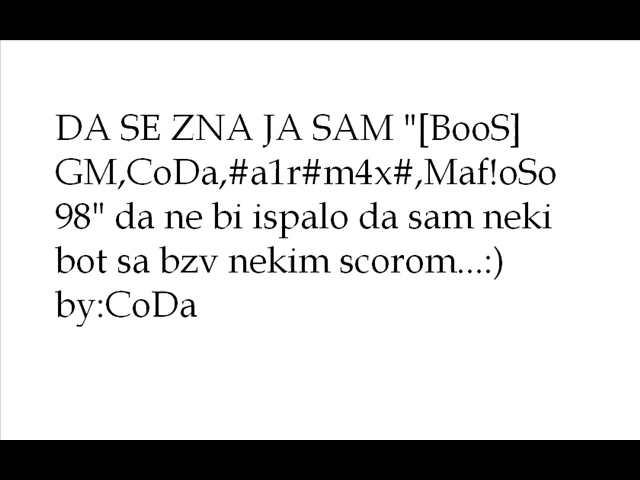 DA SE ZNA JA SAM "[BooS]
GM,CoDa,#a1r#m4x#,Maf!oSo
98" da ne bi ispalo da sam neki
bot sa bzv nekim scorom...:)
by:CoDa